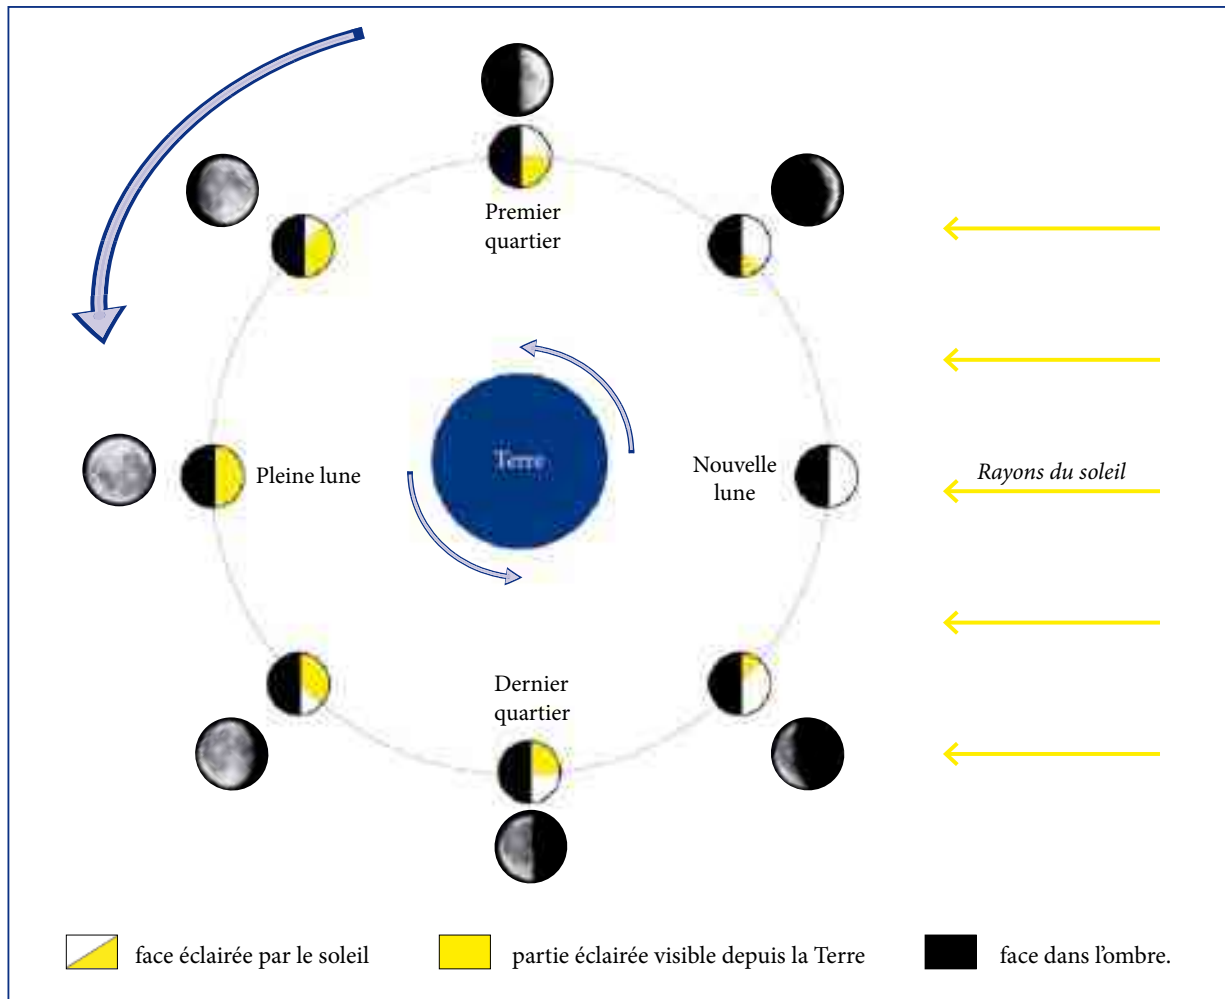 Premier
quartier
Terre
Pleine lune
Nouvelle
lune
Rayons du soleil
Dernier
quartier
face éclairée par le soleil
partie éclairée visible depuis la Terre
face dans l’ombre.